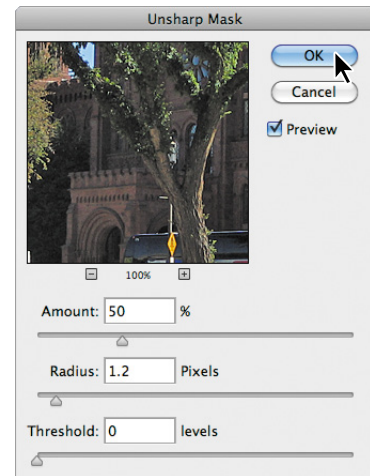 Unsharp Mask
OK
Cancel
Preview
100%
Amount: 50 %
Radius: 1.2 Pixels
Threshold: 0 levels